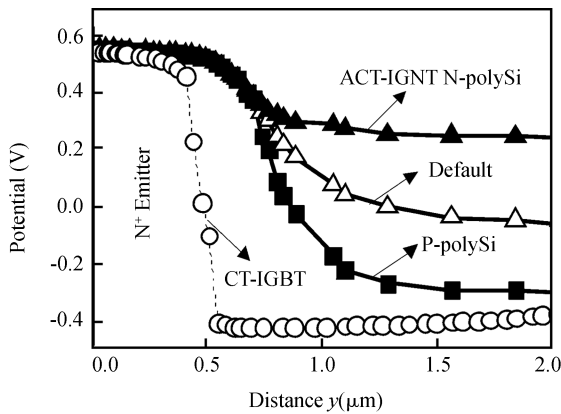 0.6
0.4
0.2
0.0
-0.2
-0.4
Potential (V)
N+ Emitter
ACT-IGNT N-polySi
Default
P-polySi
CT-IGBT
0.0
0.5
1.0
1.5
2.0
Distance y(μm)